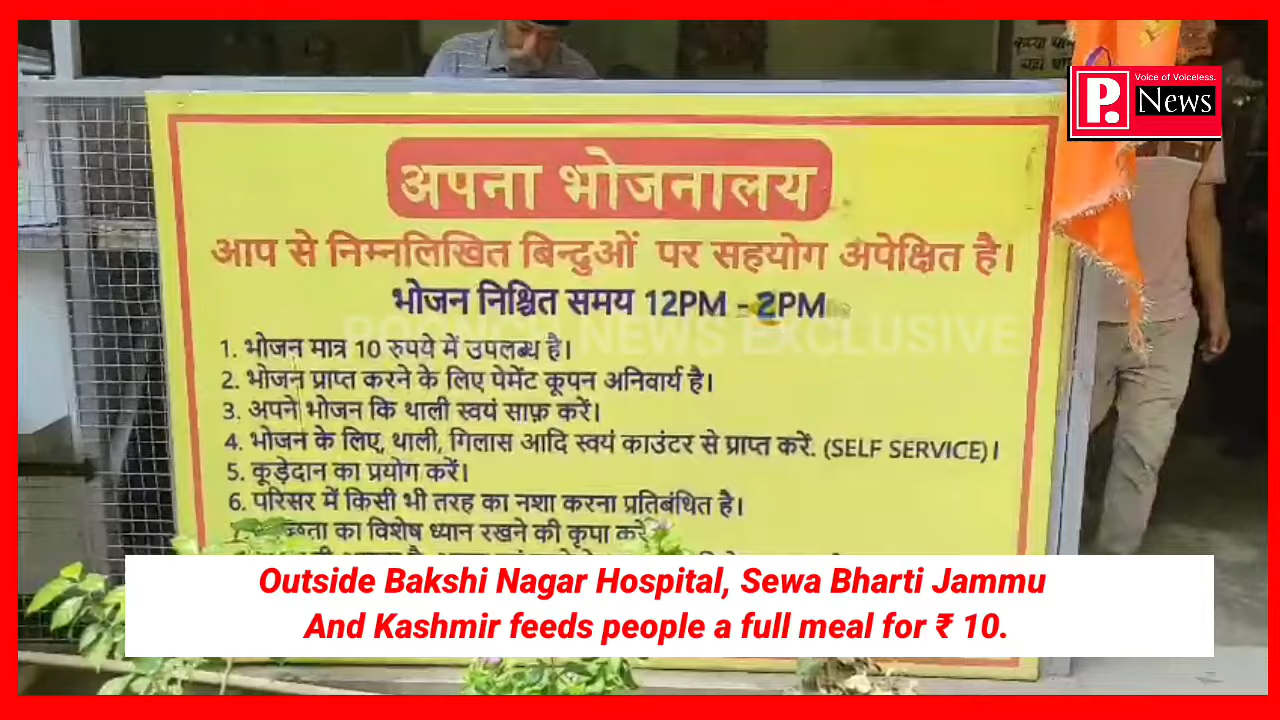 कृपया
यहां
Voice of Voiceless.
P. News
अपना भोजनालय
आप से निम्नलिखित बिन्दुओं पर सहयोग अपेक्षित है।
भोजन निश्चित समय 12PM - 2PM
POONCH NEWS EXCLUSIVE
1. भोजन मात्र 10 रुपये में उपलब्ध है।
2. भोजन प्राप्त करने के लिए पेमेंट कूपन अनिवार्य है।
3. अपने भोजन कि थाली स्वयं साफ़ करें।
4. भोजन के लिए, थाली, गिलास आदि स्वयं काउंटर से प्राप्त करें. (SELF SERVICE)।
5. कूड़ेदान का प्रयोग करें।
6. परिसर में किसी भी तरह का नशा करना प्रतिबंधित है।
का विशेष ध्यान रखने की कृपा करें
Outside Bakshi Nagar Hospital, Sewa Bharti Jammu
And Kashmir feeds people a full meal for ₹ 10.